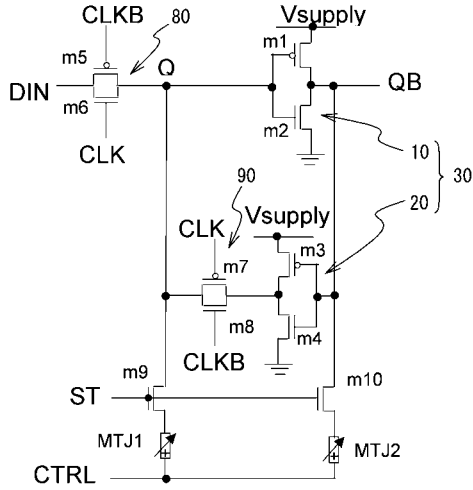 CLKB
80
Vsupply
m5
m1
Q
QB
DIN
m6
m2
CLK
10
30
90
20
Vsupply
CLK
m7
m3
m8
m4
CLKB
m9
m10
ST
MTJ1
MTJ2
CTRL